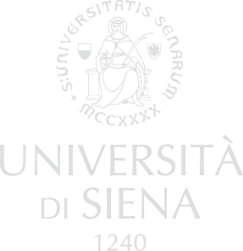 S:UNIVERSITATIS SENARUM
MCCXXXX
UNIVERSITÀ
DI SIENA
1240